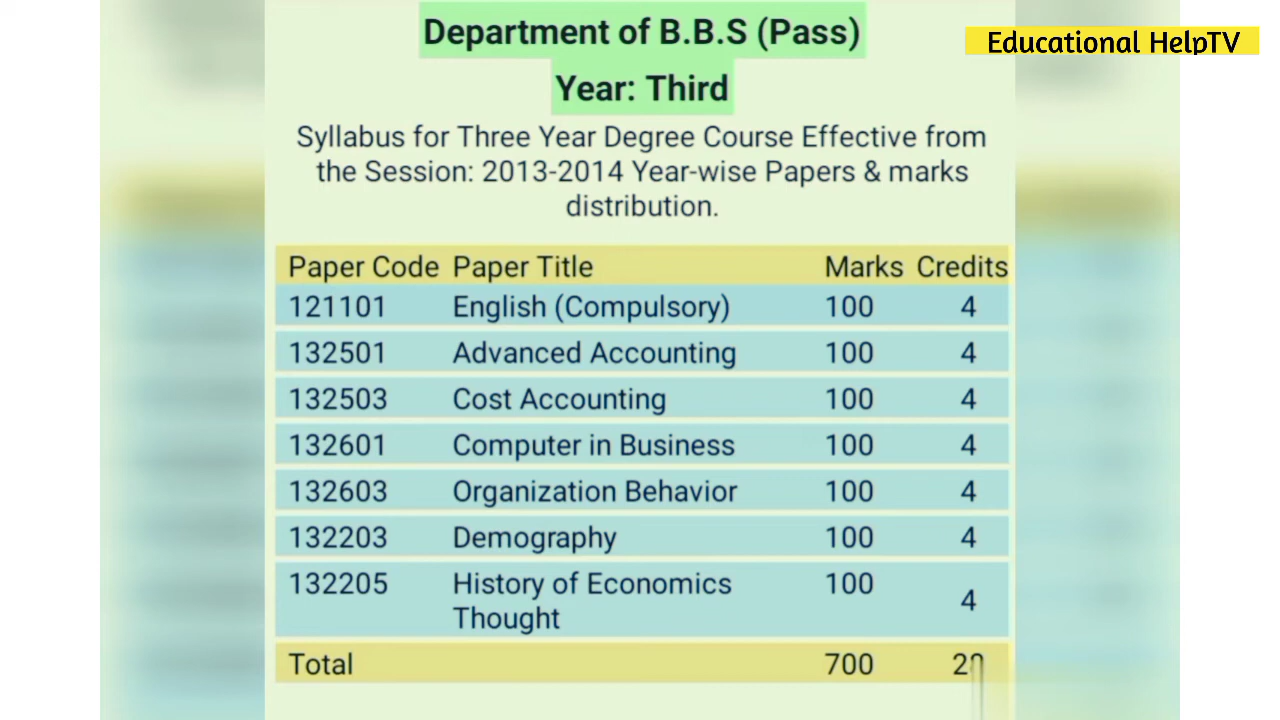 Department of B.B.S (Pass)
Educational HelpTV
Year: Third
Syllabus for Three Year Degree Course Effective from
the Session: 2013-2014 Year-wise Papers & marks
distribution.
Paper Code Paper Title Marks Credits
121101 English (Compulsory) 100 4
132501 Advanced Accounting 100 4
132503 Cost Accounting 100 4
132601 Computer in Business 100 4
132603 Organization Behavior 100 4
132203 Demography 100 4
132205 History of Economics 100 4
Thought
Total 700